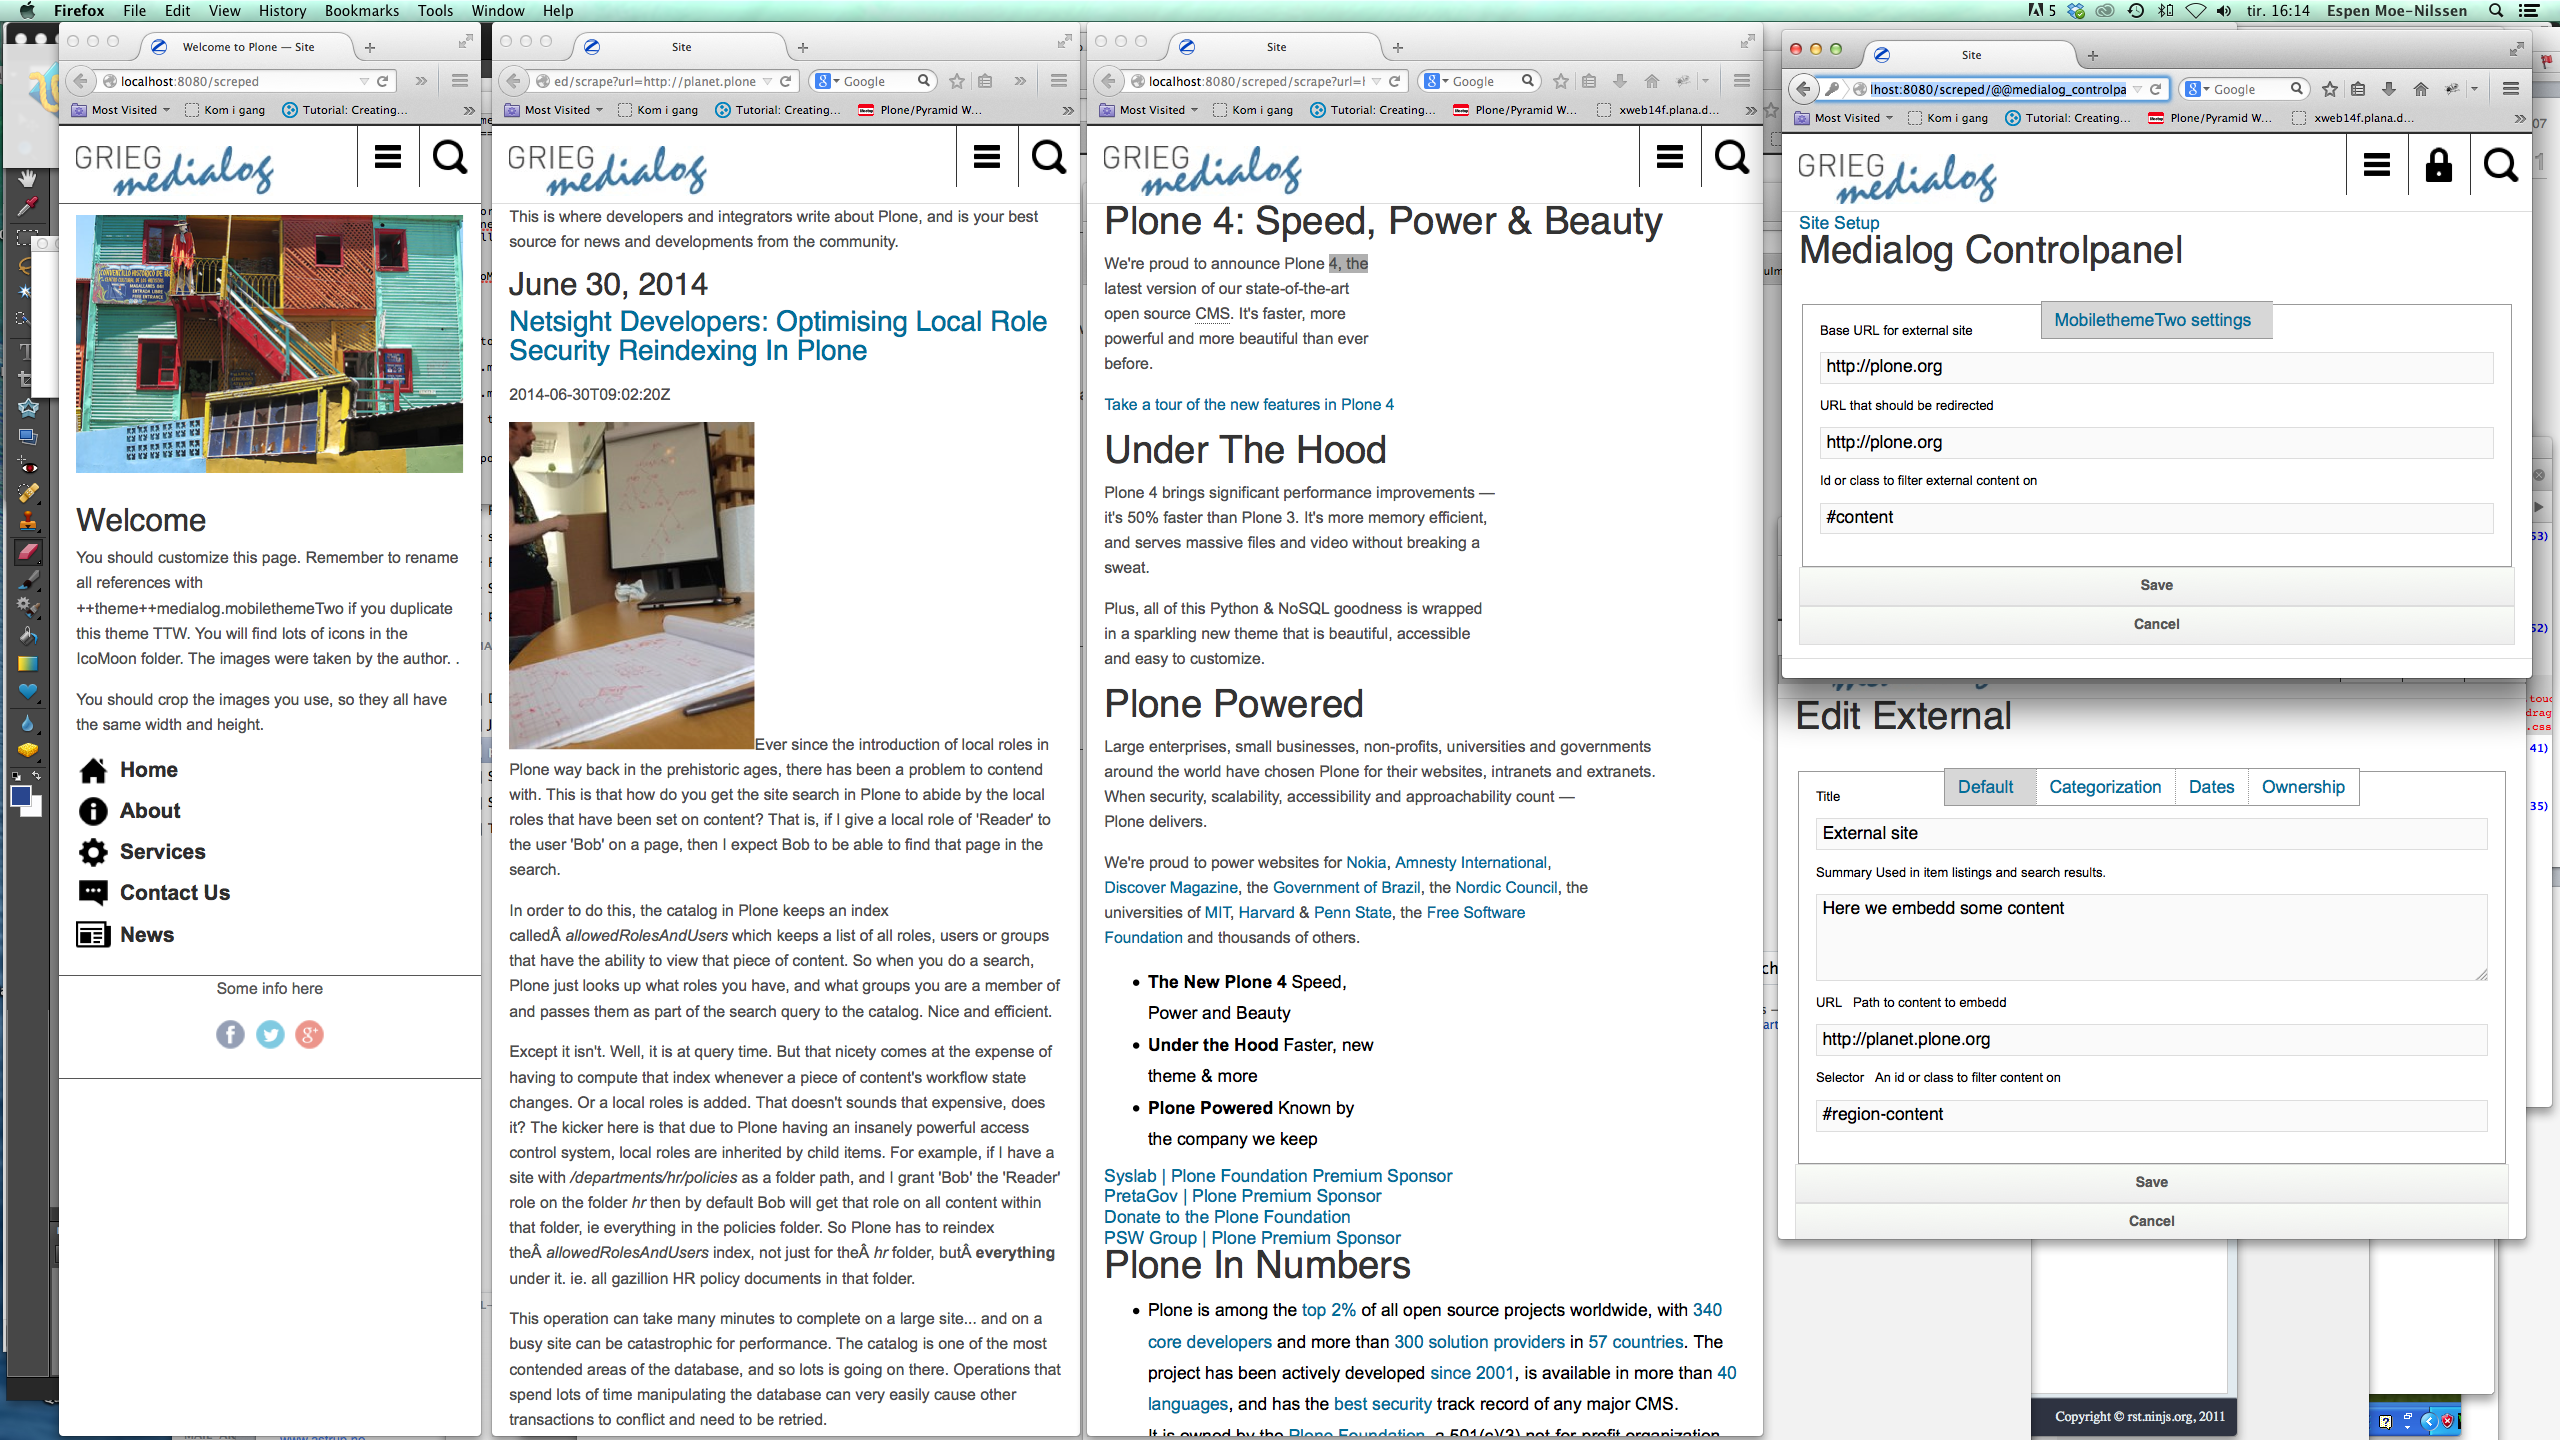 Firefox File Edit View History Bookmarks Tools Window Help
5 tir. 16:14 Espen Moe-Nilssen
Welcome to Plone — Site
localhost:8080/screped
Most Visited Kom i gang Tutorial: Creating...
GRIEG
medialog
Welcome
You should customize this page. Remember to rename
all references with
++theme++medialog.mobilethemeTwo if you duplicate
this theme TTW. You will find lots of icons in the
IcoMoon folder. The images were taken by the author. .
You should crop the images you use, so they all have
the same width and height.
Home
About
Services
Contact Us
News
Some info here
Site
ed/scrape?url=http://planet.plone
Google
Most Visited Kom i gang Tutorial: Creating... Plone/Pyramid W...
GRIEG
medialog
This is where developers and integrators write about Plone, and is your best
source for news and developments from the community.
June 30, 2014
Netsight Developers: Optimising Local Role
Security Reindexing In Plone
2014-06-30T09:02:20Z
Ever since the introduction of local roles in
Plone way back in the prehistoric ages, there has been a problem to contend
with. This is that how do you get the site search in Plone to abide by the local
roles that have been set on content? That is, if I give a local role of 'Reader' to
the user 'Bob' on a page, then I expect Bob to be able to find that page in the
search.
In order to do this, the catalog in Plone keeps an index
calledÂ allowedRolesAndUsers which keeps a list of all roles, users or groups
that have the ability to view that piece of content. So when you do a search,
Plone just looks up what roles you have, and what groups you are a member of
and passes them as part of the search query to the catalog. Nice and efficient.
Except it isn't. Well, it is at query time. But that nicety comes at the expense of
having to compute that index whenever a piece of content's workflow state
changes. Or a local roles is added. That doesn't sounds that expensive, does
it? The kicker here is that due to Plone having an insanely powerful access
control system, local roles are inherited by child items. For example, if I have a
site with /departments/hr/policies as a folder path, and I grant 'Bob' the 'Reader'
role on the folder hr then by default Bob will get that role on all content within
that folder, ie everything in the policies folder. So Plone has to reindex
theÂ allowedRolesAndUsers index, not just for theÂ hr folder, butÂ everything
under it. ie. all gazillion HR policy documents in that folder.
This operation can take many minutes to complete on a large site... and on a
busy site can be catastrophic for performance. The catalog is one of the most
contended areas of the database, and so lots is going on there. Operations that
spend lots of time manipulating the database can very easily cause other
transactions to conflict and need to be retried.
Site
localhost:8080/screped/scrape?url=
Google
Most Visited Kom i gang Tutorial: Creating... Plone/Pyramid W... xweb14f.plana.d...
GRIEG
medialog
Plone 4: Speed, Power & Beauty
We're proud to announce Plone 4, the
latest version of our state-of-the-art
open source CMS. It's faster, more
powerful and more beautiful than ever
before.
Take a tour of the new features in Plone 4
Under The Hood
Plone 4 brings significant performance improvements —
it's 50% faster than Plone 3. It's more memory efficient,
and serves massive files and video without breaking a
sweat.
Plus, all of this Python & NoSQL goodness is wrapped
in a sparkling new theme that is beautiful, accessible
and easy to customize.
Plone Powered
Large enterprises, small businesses, non-profits, universities and governments
around the world have chosen Plone for their websites, intranets and extranets.
When security, scalability, accessibility and approachability count —
Plone delivers.
We're proud to power websites for Nokia, Amnesty International,
Discover Magazine, the Government of Brazil, the Nordic Council, the
universities of MIT, Harvard & Penn State, the Free Software
Foundation and thousands of others.
• The New Plone 4 Speed,
Power and Beauty
• Under the Hood Faster, new
theme & more
• Plone Powered Known by
the company we keep
Syslab | Plone Foundation Premium Sponsor
PretaGov | Plone Premium Sponsor
Donate to the Plone Foundation
PSW Group | Plone Premium Sponsor
Plone In Numbers
• Plone is among the top 2% of all open source projects worldwide, with 340
core developers and more than 300 solution providers in 57 countries. The
project has been actively developed since 2001, is available in more than 40
languages, and has the best security track record of any major CMS.
It is owned by the Plone Foundation, a 501(c)(3) not-for-profit organization
Site
lhost:8080/screped/@@medialog_controlpa
Google
Most Visited Kom i gang Tutorial: Creating... Plone/Pyramid W... xweb14f.plana.d...
GRIEG
medialog
Site Setup
Medialog Controlpanel
MobilethemeTwo settings
Base URL for external site
http://plone.org
URL that should be redirected
http://plone.org
Id or class to filter external content on
#content
Save
Cancel
Edit External
Default Categorization Dates Ownership
Title
External site
Summary Used in item listings and search results.
Here we embedd some content
URL Path to content to embedd
http://planet.plone.org
Selector An id or class to filter content on
#region-content
Save
Cancel
Copyright © rst.ninjs.org, 2011